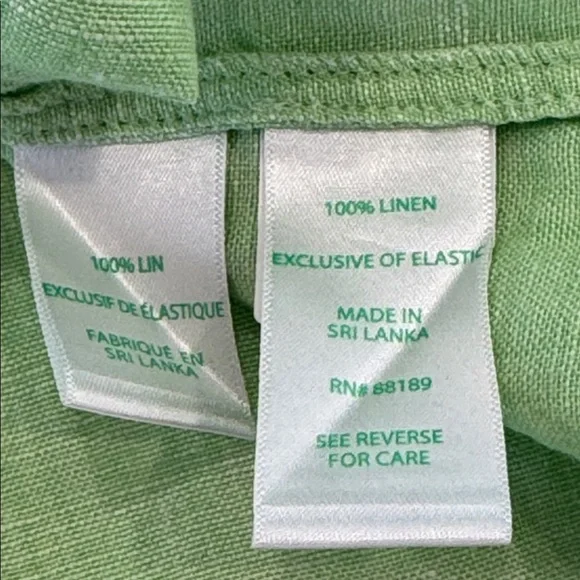 100% LIN
EXCLUSIF DE ÉLASTIQUE
FABRIQUÉ EN
SRI LANKA
100% LINEN
EXCLUSIVE OF ELASTIC
MADE IN
SRI LANKA
RN# 88189
SEE REVERSE
FOR CARE